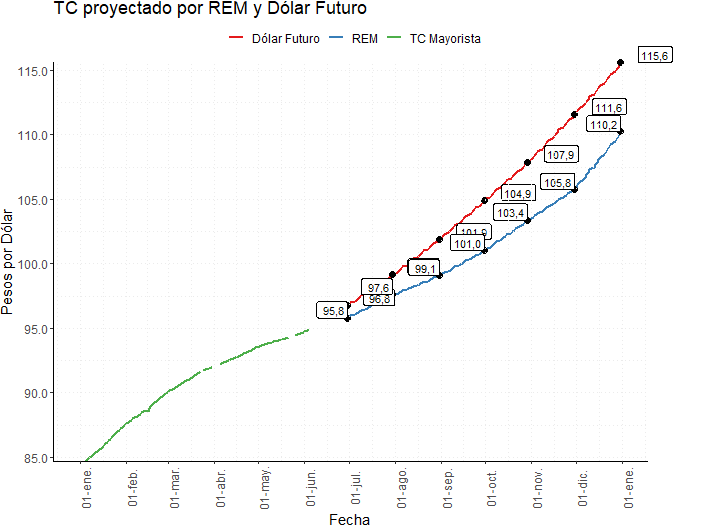 TC proyectado por REM y Dólar Futuro
Dólar Futuro REM TC Mayorista
Pesos por Dólar
115.0
110.0
105.0
100.0
95.0
90.0
85.0
115,6
111,6
110,2
107,9
105,8
104,9
103,4
101,9
101,0
99,1
97,6
96,8
95,8
01-ene.
01-feb.
01-mar.
01-abr.
01-may.
01-jun.
01-jul.
01-ago.
01-sep.
01-oct.
01-nov.
01-dic.
01-ene.
Fecha